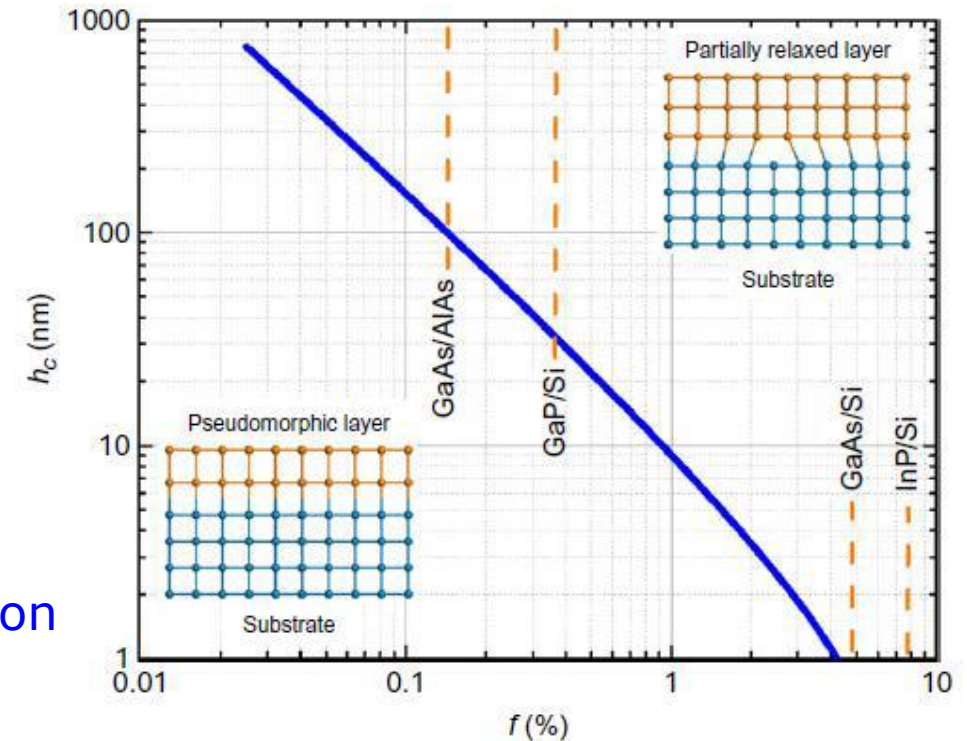 1000
100
10
1
h_c (nm)
0.01
0.1
1
10
f (%)
GaAs/AlAs
GaP/Si
GaAs/Si
InP/Si
Partially relaxed layer
Substrate
Pseudomorphic layer
Substrate
on